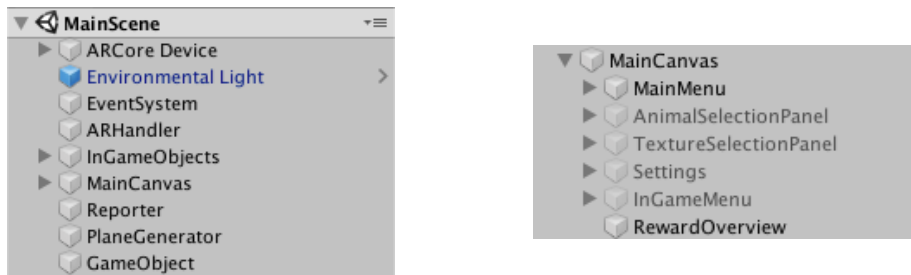 MainScene
ARCore Device
Environmental Light
EventSystem
ARHandler
InGameObjects
MainCanvas
Reporter
PlaneGenerator
GameObject
MainCanvas
MainMenu
AnimalSelectionPanel
TextureSelectionPanel
Settings
InGameMenu
RewardOverview